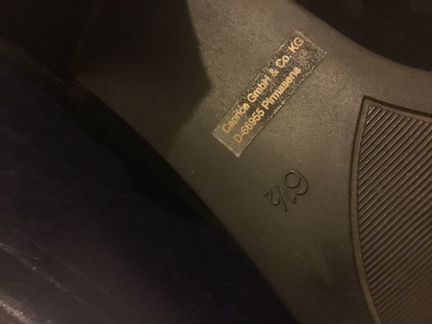 Caprice GmbH & Co. KG
D-66955 Pirmasens
6½